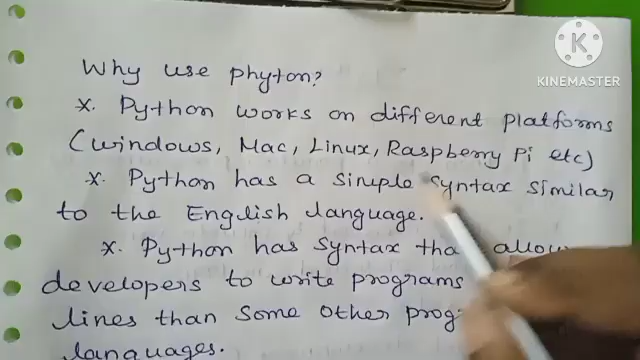 Why use phyton?
x. Python works on different platforms
(windows, Mac, Linux, Raspberry Pi etc)
x. Python has a simple syntax similar
to the English language.
x. Python has syntax tha allow
developers to write programs
lines than some other prog
languages.
K
KINEMASTER